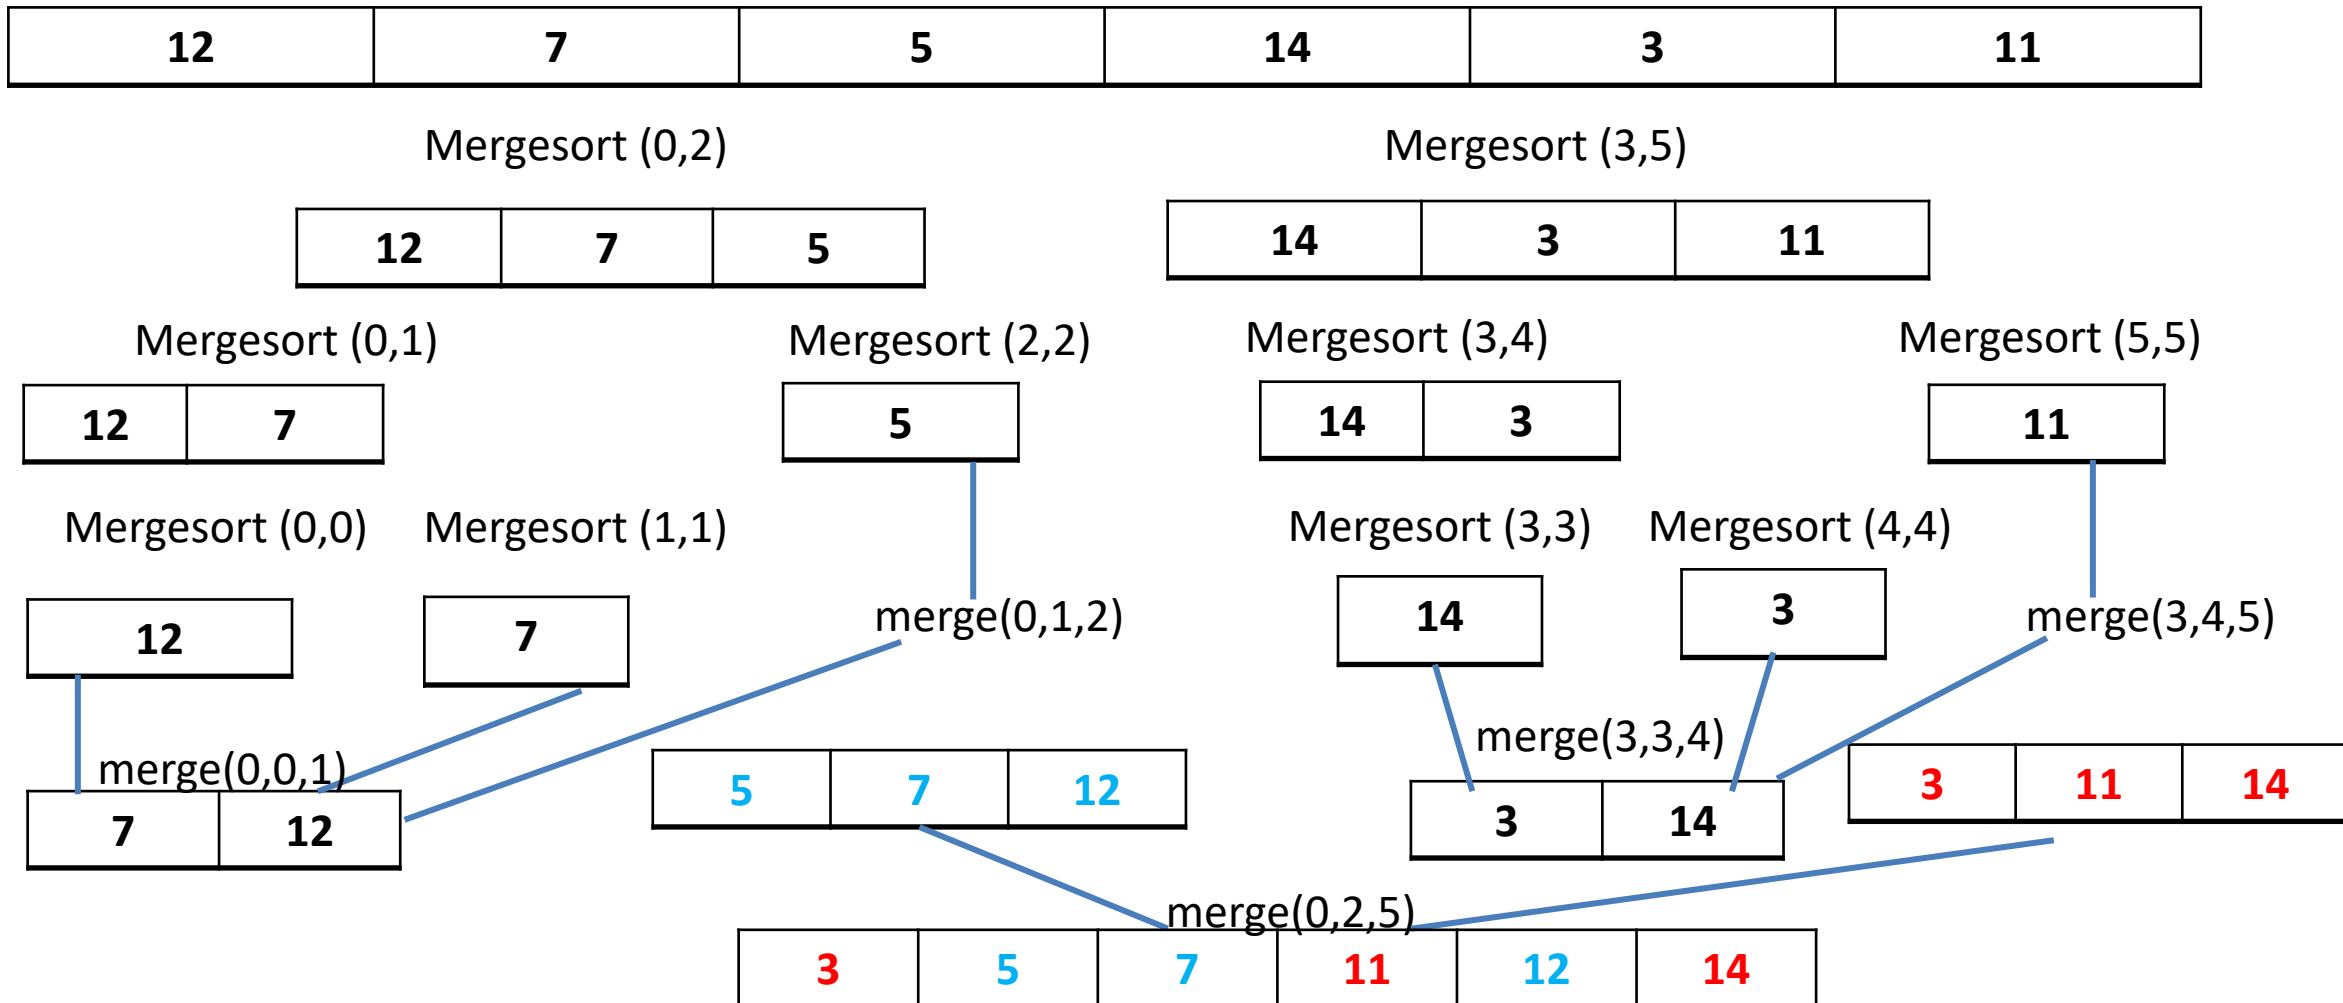 12 7 5 14 3 11
Mergesort (0,2) Mergesort (3,5)
12 7 5 14 3 11
Mergesort (0,1) Mergesort (2,2) Mergesort (3,4) Mergesort (5,5)
12 7 5 14 3 11
Mergesort (0,0) Mergesort (1,1) Mergesort (3,3) Mergesort (4,4)
12 7 merge(0,1,2) 14 3 merge(3,4,5)
merge(0,0,1) merge(3,3,4)
5 7 12 3 11 14
7 12 3 14
merge(0,2,5)
3 5 7 11 12 14